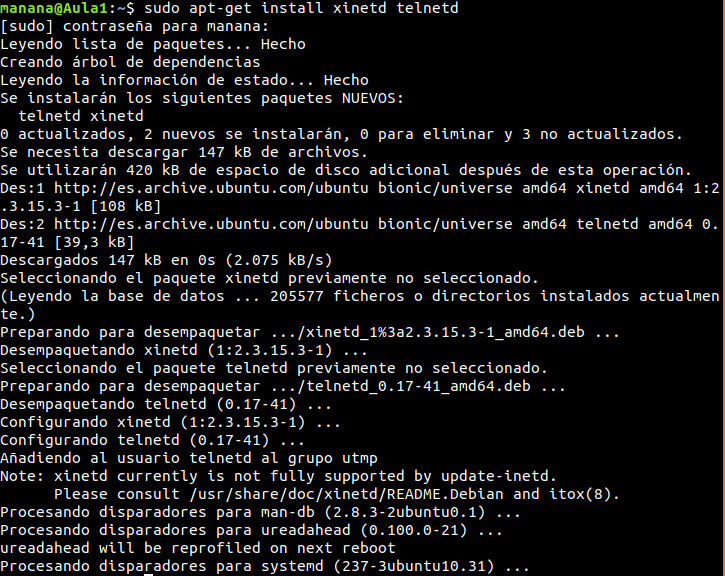 manana@Aula1:~$ sudo apt-get install xinetd telnetd
[sudo] contraseña para manana:
Leyendo lista de paquetes... Hecho
Creando árbol de dependencias
Leyendo la información de estado... Hecho
Se instalarán los siguientes paquetes NUEVOS:
  telnetd xinetd
0 actualizados, 2 nuevos se instalarán, 0 para eliminar y 3 no actualizados.
Se necesita descargar 147 kB de archivos.
Se utilizarán 420 kB de espacio de disco adicional después de esta operación.
Des:1 http://es.archive.ubuntu.com/ubuntu bionic/universe amd64 xinetd amd64 1:2
.3.15.3-1 [108 kB]
Des:2 http://es.archive.ubuntu.com/ubuntu bionic/universe amd64 telnetd amd64 0.
17-41 [39,3 kB]
Descargados 147 kB en 0s (2.075 kB/s)
Seleccionando el paquete xinetd previamente no seleccionado.
(Leyendo la base de datos ... 205577 ficheros o directorios instalados actualmen
te.)
Preparando para desempaquetar .../xinetd_1%3a2.3.15.3-1_amd64.deb ...
Desempaquetando xinetd (1:2.3.15.3-1) ...
Seleccionando el paquete telnetd previamente no seleccionado.
Preparando para desempaquetar .../telnetd_0.17-41_amd64.deb ...
Desempaquetando telnetd (0.17-41) ...
Configurando xinetd (1:2.3.15.3-1) ...
Configurando telnetd (0.17-41) ...
Añadiendo al usuario telnetd al grupo utmp
Note: xinetd currently is not fully supported by update-inetd.
      Please consult /usr/share/doc/xinetd/README.Debian and itox(8).
Procesando disparadores para man-db (2.8.3-2ubuntu0.1) ...
Procesando disparadores para ureadahead (0.100.0-21) ...
ureadahead will be reprofiled on next reboot
Procesando disparadores para systemd (237-3ubuntu10.31) ...